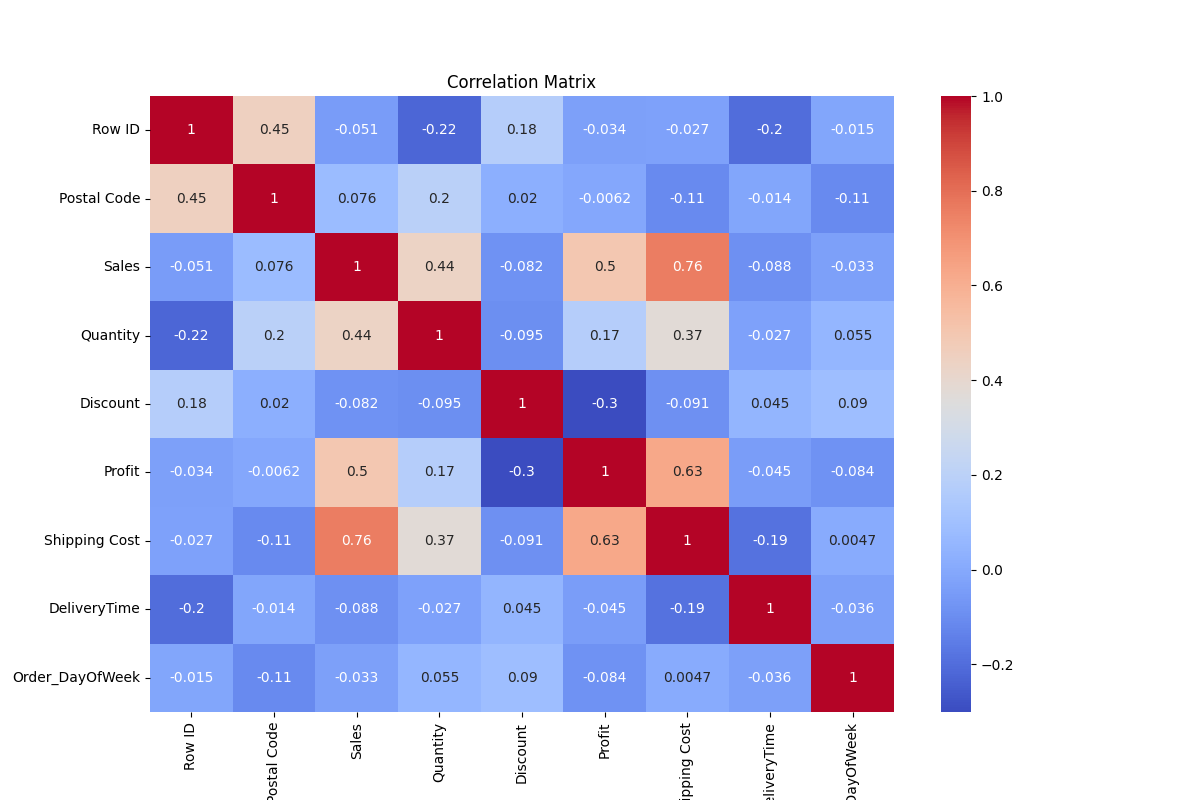 Correlation Matrix
Row ID 1 0.45 -0.051 -0.22 0.18 -0.034 -0.027 -0.2 -0.015
Postal Code 0.45 1 0.076 0.2 0.02 -0.0062 -0.11 -0.014 -0.11
Sales -0.051 0.076 1 0.44 -0.082 0.5 0.76 -0.088 -0.033
Quantity -0.22 0.2 0.44 1 -0.095 0.17 0.37 -0.027 0.055
Discount 0.18 0.02 -0.082 -0.095 1 -0.3 -0.091 0.045 0.09
Profit -0.034 -0.0062 0.5 0.17 -0.3 1 0.63 -0.045 -0.084
Shipping Cost -0.027 -0.11 0.76 0.37 -0.091 0.63 1 -0.19 0.0047
DeliveryTime -0.2 -0.014 -0.088 -0.027 0.045 -0.045 -0.19 1 -0.036
Order_DayOfWeek -0.015 -0.11 -0.033 0.055 0.09 -0.084 0.0047 -0.036 1
Row ID
Postal Code
Sales
Quantity
Discount
Profit
ipping Cost
eliveryTime
DayOfWeek
1.0
0.8
0.6
0.4
0.2
0.0
−0.2